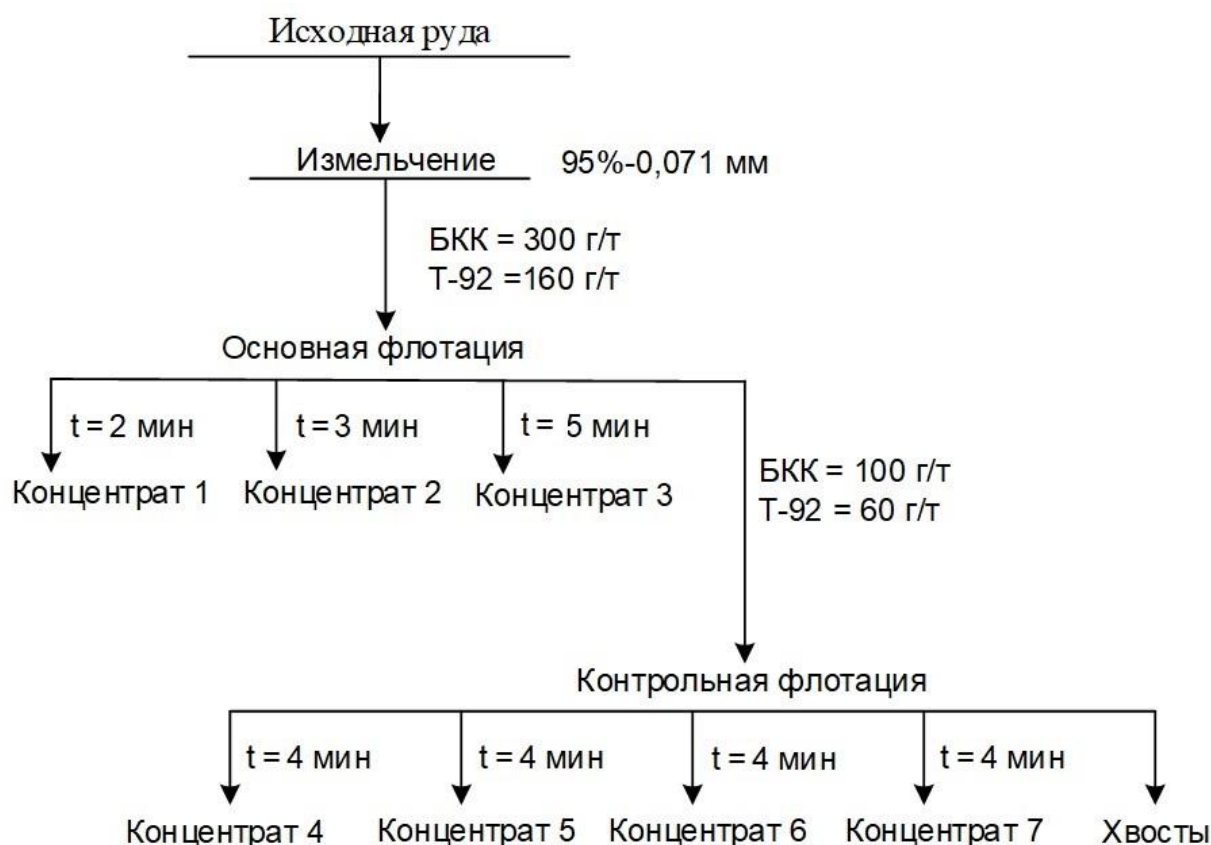 Исходная руда
Измельчение 95%-0,071 мм
БКК = 300 г/т
Т-92 =160 г/т
Основная флотация
t = 2 мин t = 3 мин t = 5 мин
Концентрат 1 Концентрат 2 Концентрат 3
БКК = 100 г/т
Т-92 = 60 г/т
Контрольная флотация
t = 4 мин t = 4 мин t = 4 мин t = 4 мин
Концентрат 4 Концентрат 5 Концентрат 6 Концентрат 7 Хвосты